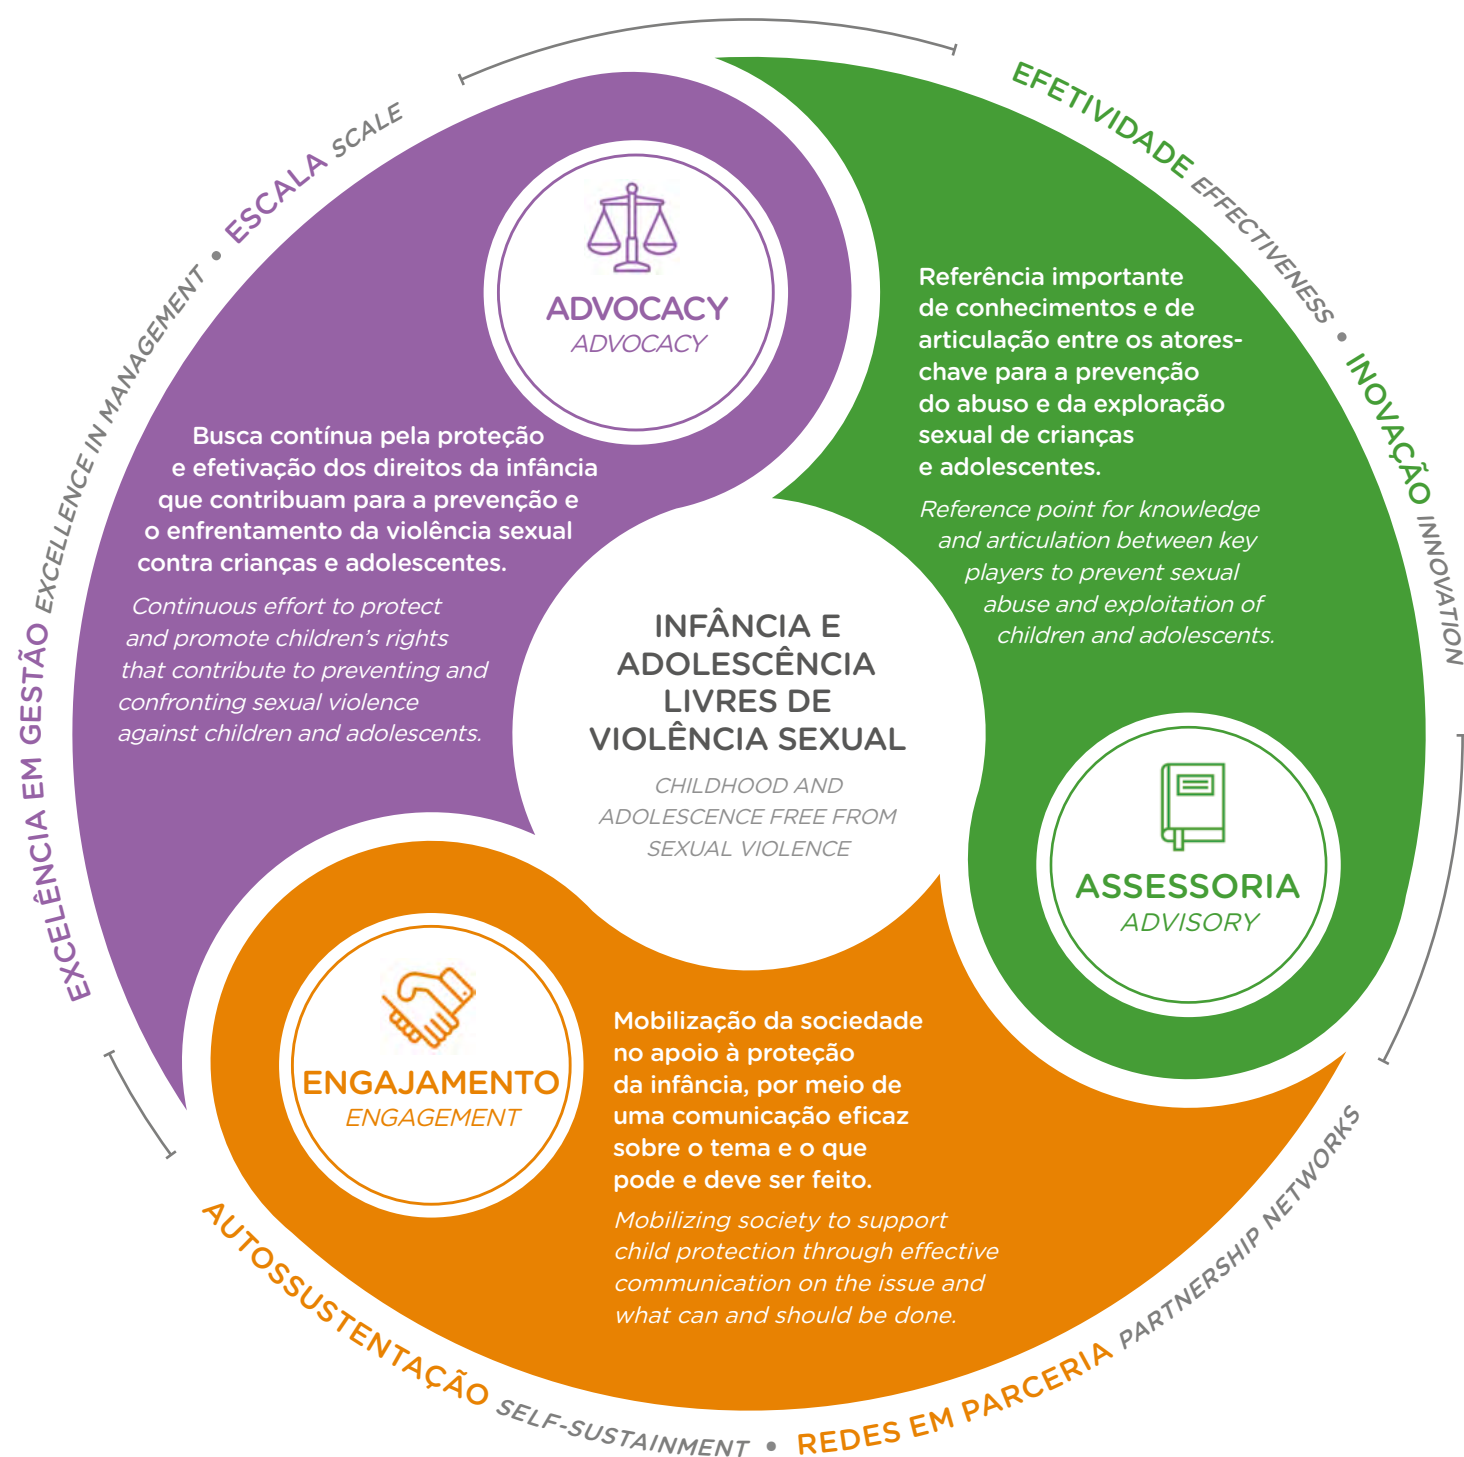 EXCELÊNCIA EM GESTÃO EXCELLENCE IN MANAGEMENT • ESCALA SCALE
EFETIVIDADE EFFECTIVENESS • INOVAÇÃO INNOVATION
ADVOCACY
ADVOCACY
Busca contínua pela proteção
e efetivação dos direitos da infância
que contribuam para a prevenção e
o enfrentamento da violência sexual
contra crianças e adolescentes.
Continuous effort to protect
and promote children's rights
that contribute to preventing and
confronting sexual violence
against children and adolescents.
Referência importante
de conhecimentos e de
articulação entre os atores-
chave para a prevenção
do abuso e da exploração
sexual de crianças
e adolescentes.
Reference point for knowledge
and articulation between key
players to prevent sexual
abuse and exploitation of
children and adolescents.
INFÂNCIA E
ADOLESCÊNCIA
LIVRES DE
VIOLÊNCIA SEXUAL
CHILDHOOD AND
ADOLESCENCE FREE FROM
SEXUAL VIOLENCE
ASSESSORIA
ADVISORY
ENGAJAMENTO
ENGAGEMENT
Mobilização da sociedade
no apoio à proteção
da infância, por meio de
uma comunicação eficaz
sobre o tema e o que
pode e deve ser feito.
Mobilizing society to support
child protection through effective
communication on the issue and
what can and should be done.
AUTOSSUSTENTAÇÃO SELF-SUSTAINMENT • REDES EM PARCERIA PARTNERSHIP NETWORKS